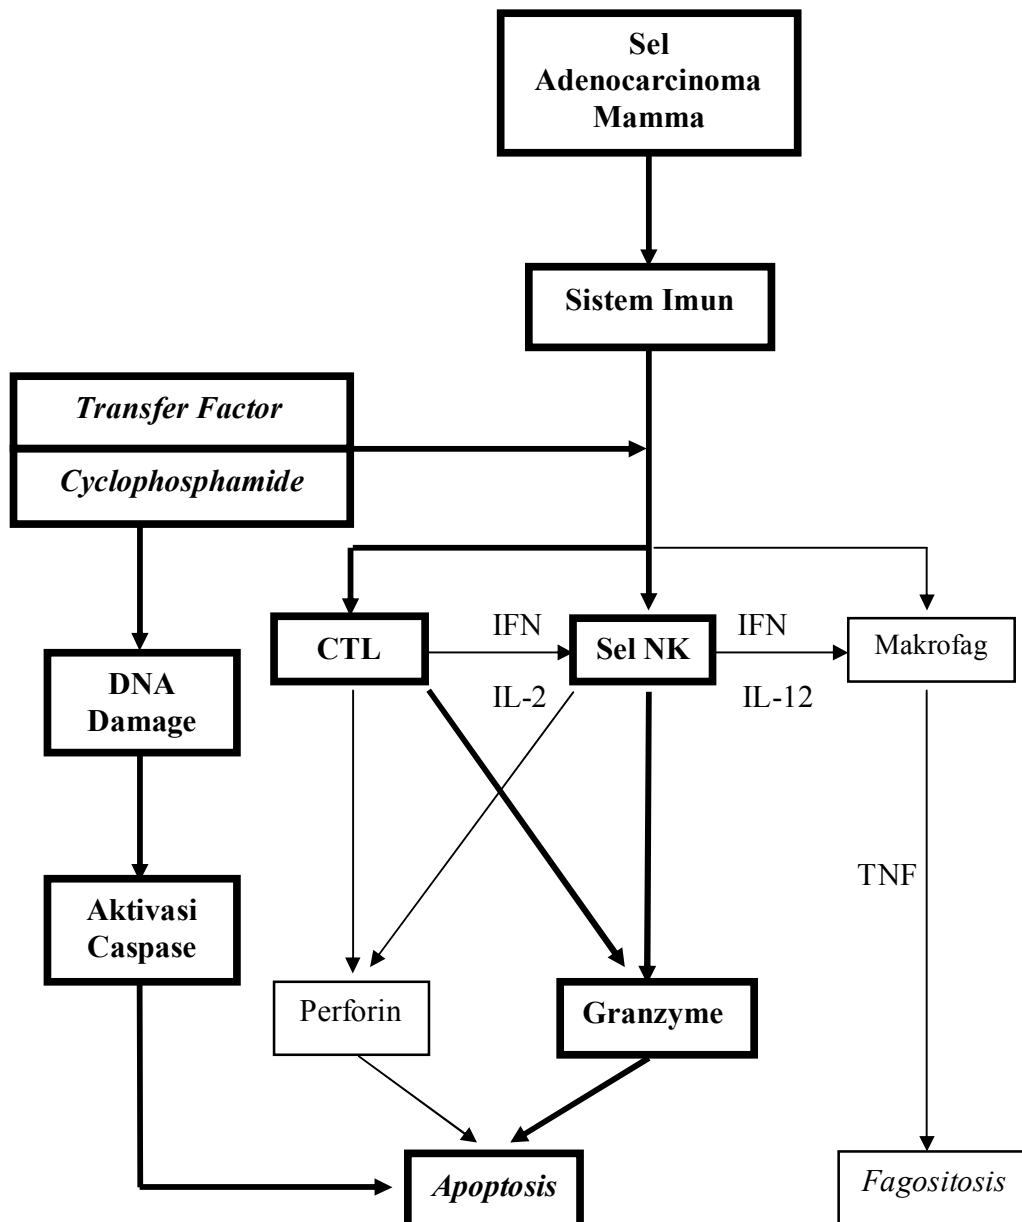 Sel
Adenocarcinoma
Mamma
Sistem Imun
Transfer Factor
Cyclophosphamide
CTL
IFN
IL-2
Sel NK
IFN
IL-12
Makrofag
DNA
Damage
TNF
Aktivasi
Caspase
Perforin
Granzyme
Apoptosis
Fagositosis